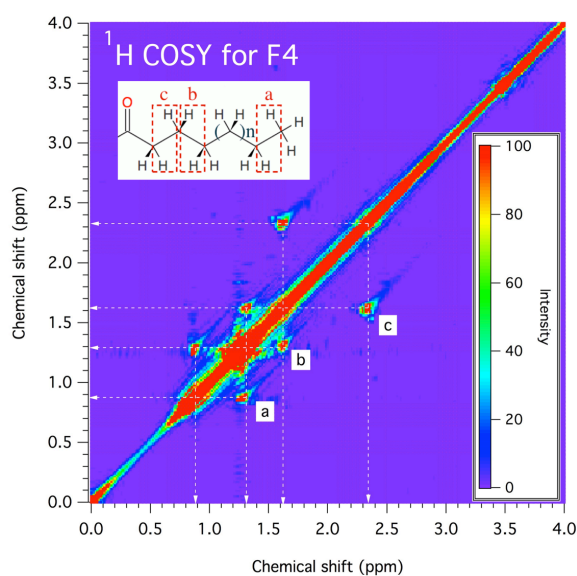 ¹H COSY for F4
c b a
O
H H H H H
( )n
H
H H H H H H H
4.0
3.5
3.0
2.5
2.0
1.5
1.0
0.5
0.0
Chemical shift (ppm)
100
80
60
40
20
0
Intensity
c
b
a
0.0 0.5 1.0 1.5 2.0 2.5 3.0 3.5 4.0
Chemical shift (ppm)